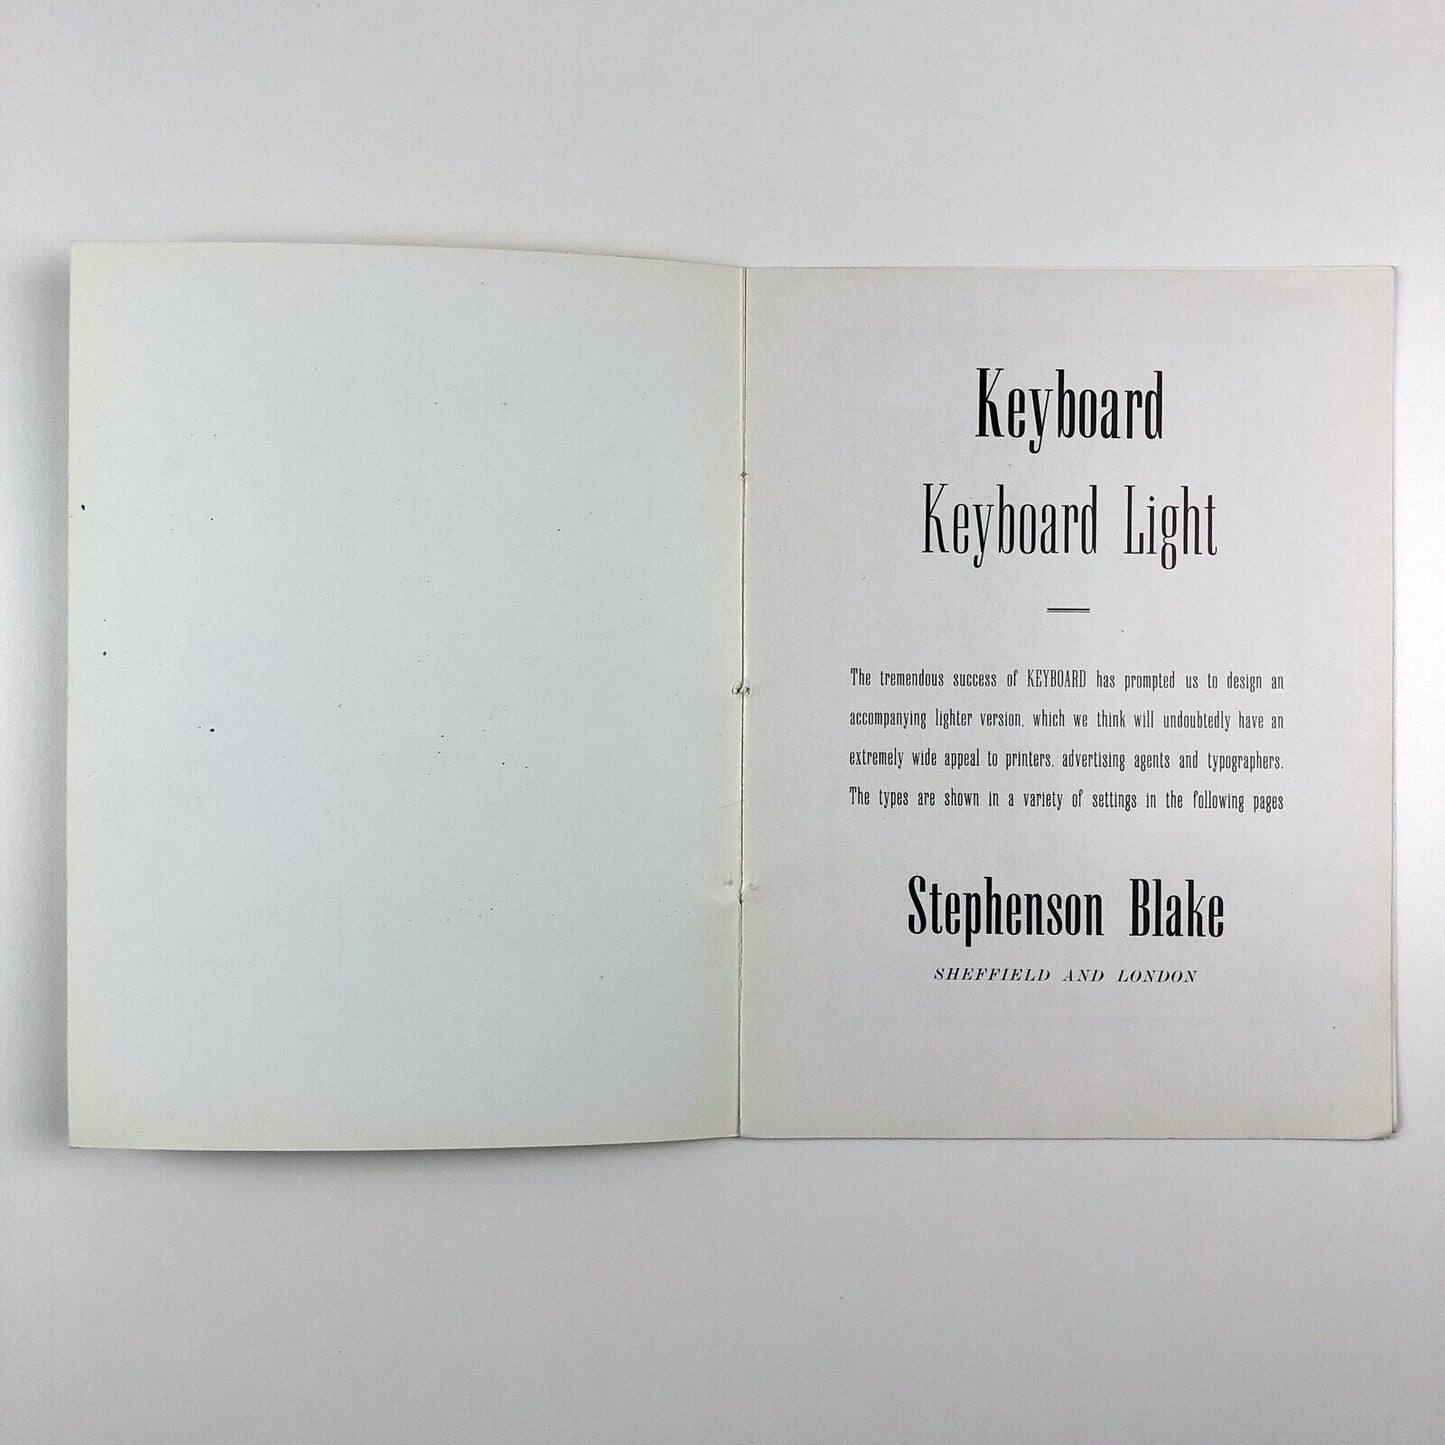 Keyboard
Keyboard Light
The tremendous success of KEYBOARD has prompted us to design an
accompanying lighter version, which we think will undoubtedly have an
extremely wide appeal to printers, advertising agents and typographers.
The types are shown in a variety of settings in the following pages
Stephenson Blake
SHEFFIELD AND LONDON